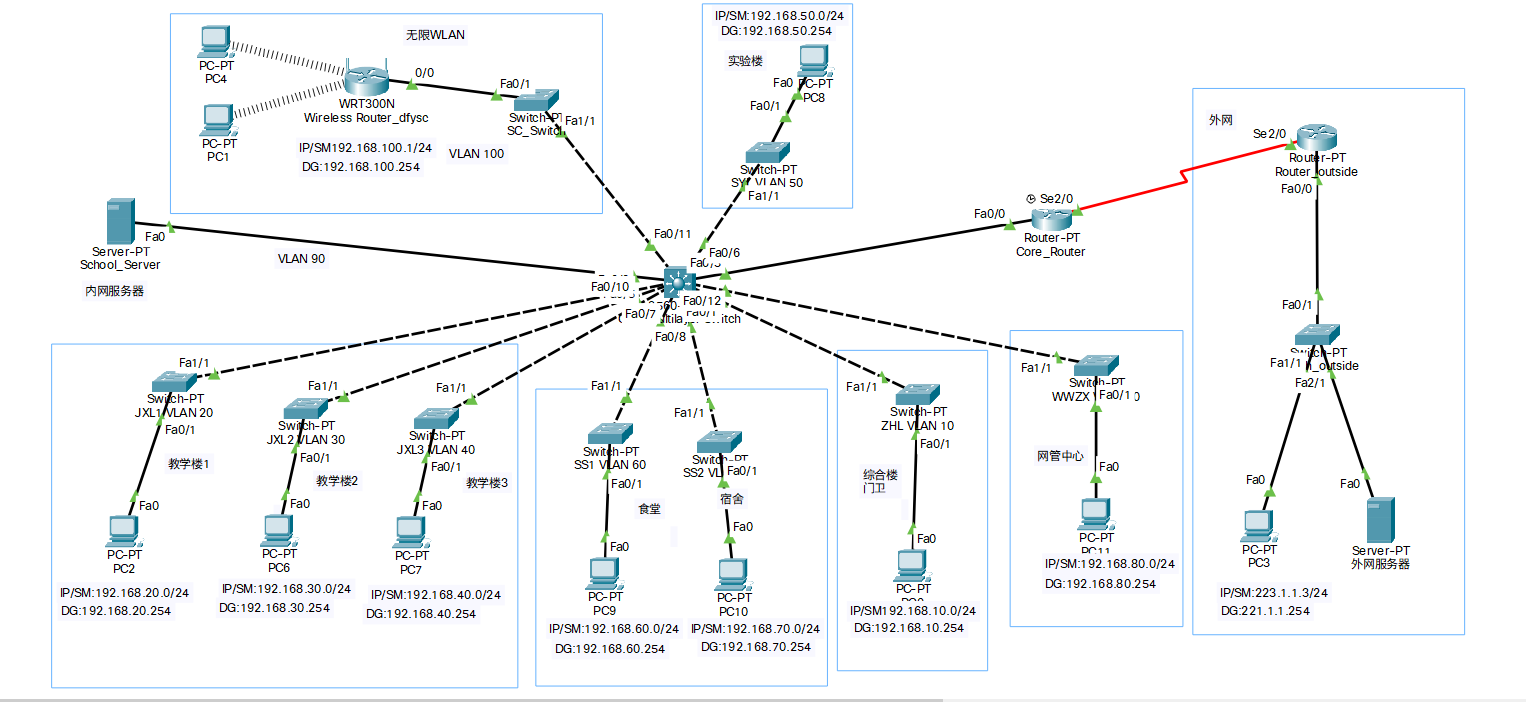 无限WLAN
PC-PT
PC4
0/0
Fa0/1
WRT300N
Wireless Router_dfysc
Switch-PT
SC_Switch
Fa1/1
PC-PT
PC1
IP/SM192.168.100.1/24
DG:192.168.100.254
VLAN 100
IP/SM:192.168.50.0/24
DG:192.168.50.254
实验楼
Fa0
PC-PT
PC8
Fa0/1
Switch-PT
VLAN 50
Fa1/1
外网
Se2/0
Router-PT
Router_outside
Fa0/0
Se2/0
Fa0/0
Router-PT
Core_Router
Fa0/1
Switch-PT
_outside
Fa1/1
Fa2/1
Fa0
Fa0
PC-PT
PC3
Server-PT
外网服务器
IP/SM:223.1.1.3/24
DG:221.1.1.254
Fa0
Server-PT
School_Server
内网服务器
VLAN 90
Fa0/11
Fa0/6
Fa0/10
Fa0/12
Fa0/7
Fa0/8
Fa1/1
Switch-PT
JXL1 VLAN 20
Fa0/1
教学楼1
Fa0
PC-PT
PC2
IP/SM:192.168.20.0/24
DG:192.168.20.254
Fa1/1
Switch-PT
JXL2 VLAN 30
Fa0/1
教学楼2
Fa0
PC-PT
PC6
IP/SM:192.168.30.0/24
DG:192.168.30.254
Fa1/1
Switch-PT
JXL3 VLAN 40
Fa0/1
教学楼3
Fa0
PC-PT
PC7
IP/SM:192.168.40.0/24
DG:192.168.40.254
Fa1/1
Switch-PT
SS1 VLAN 60
Fa0/1
食堂
Fa0
PC-PT
PC9
IP/SM:192.168.60.0/24
DG:192.168.60.254
Fa1/1
Switch-PT
SS2
Fa0/1
宿舍
Fa0
PC-PT
PC10
IP/SM:192.168.70.0/24
DG:192.168.70.254
Fa1/1
Switch-PT
ZHL VLAN 10
Fa0/1
综合楼
门卫
Fa0
PC-PT
IP/SM192.168.10.0/24
DG:192.168.10.254
Fa1/1
Switch-PT
WWZX
Fa0/1
网管中心
Fa0
PC-PT
PC11
IP/SM:192.168.80.0/24
DG:192.168.80.254